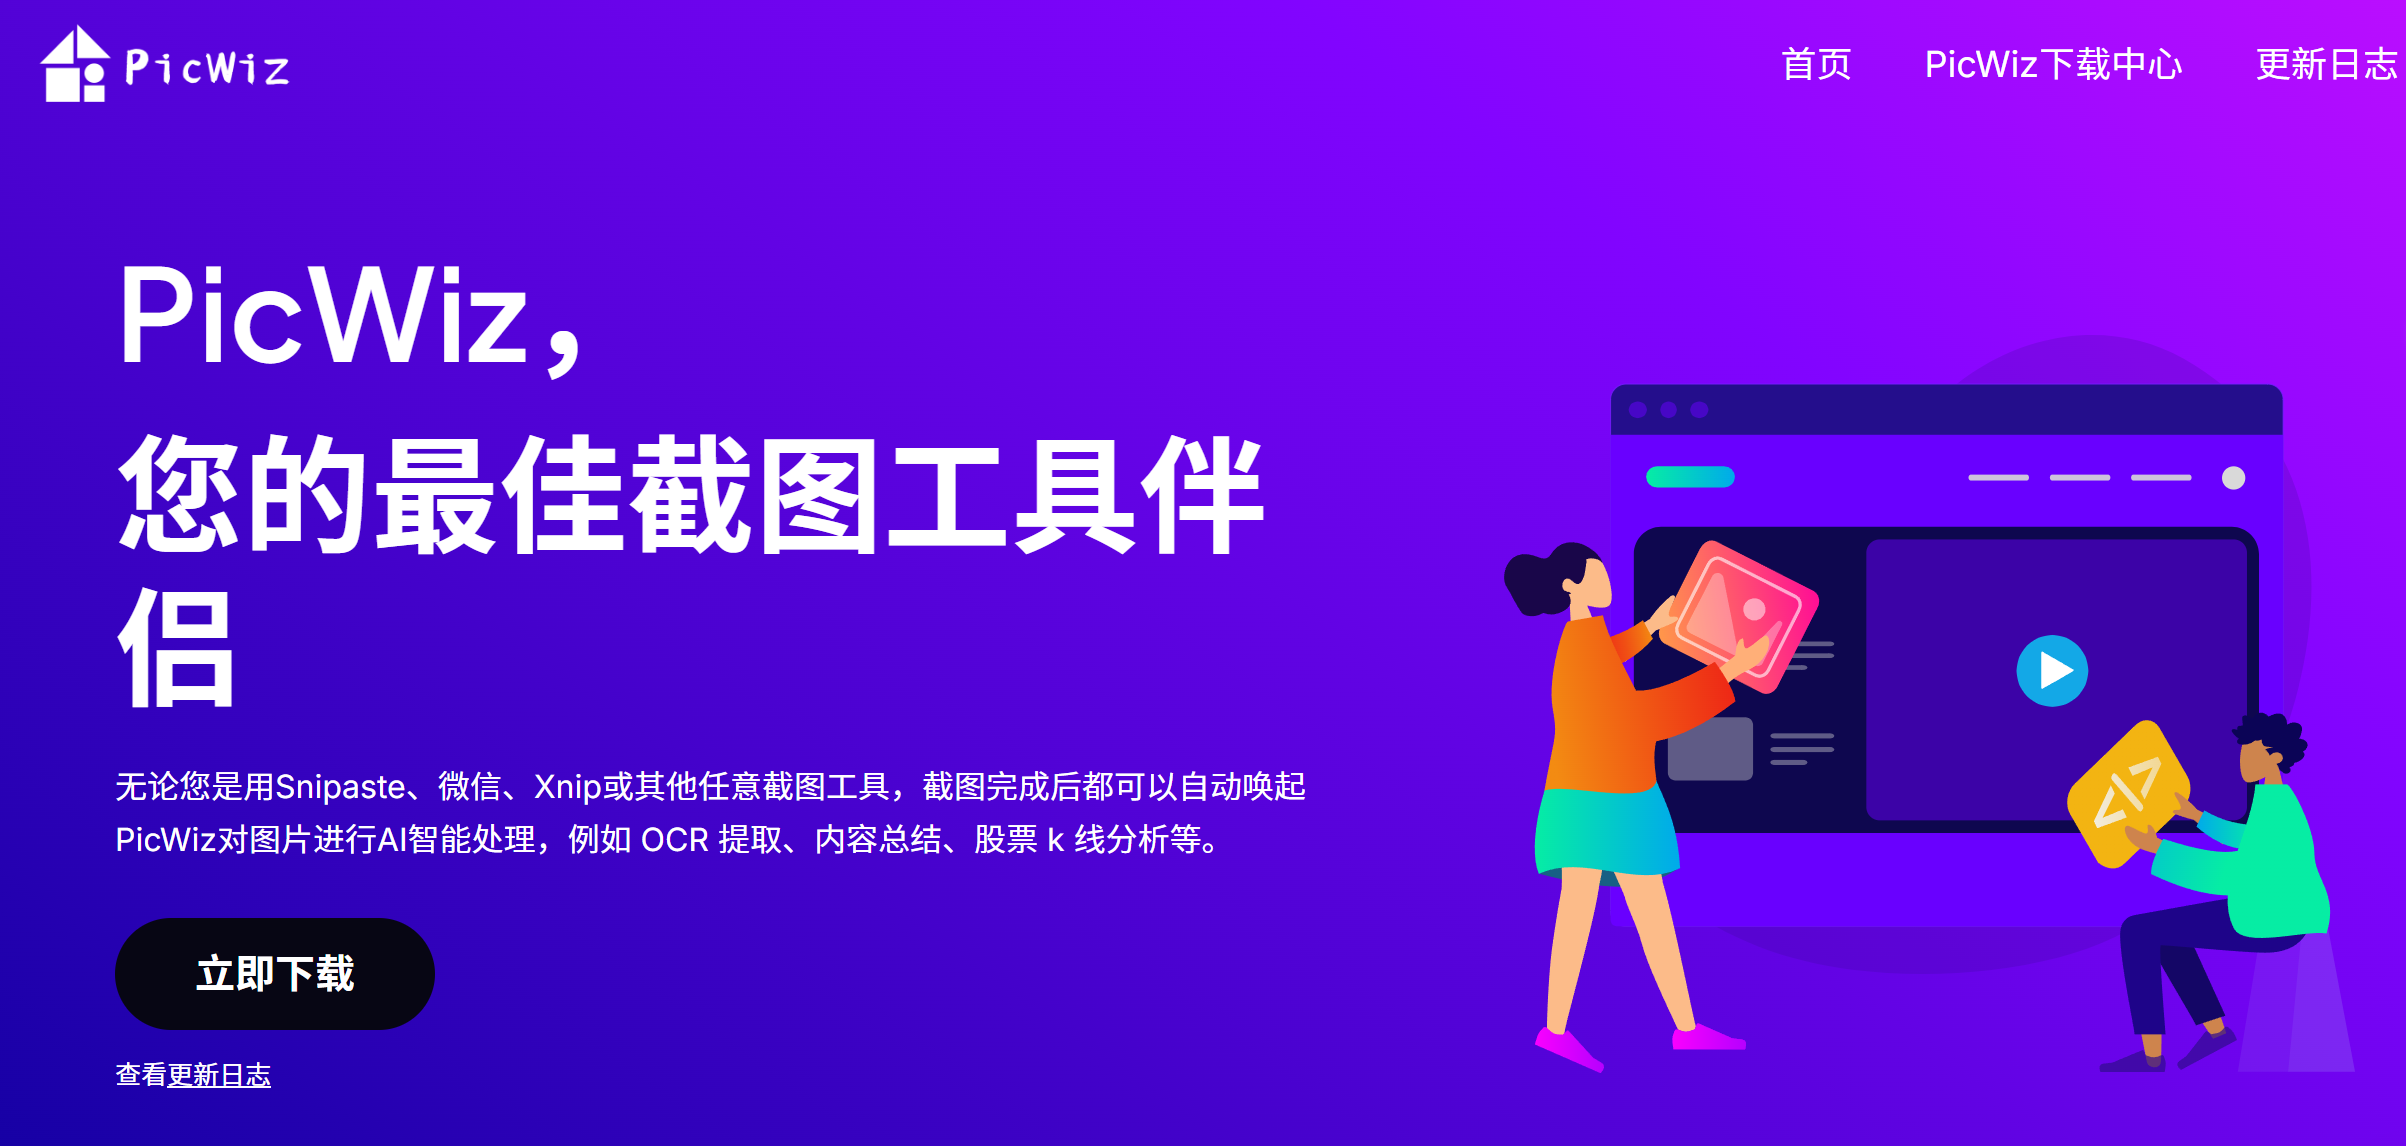 PicWiz
首页
PicWiz下载中心
更新日志
PicWiz，
您的最佳截图工具伴
侣
无论您是用Snipaste、微信、Xnip或其他任意截图工具，截图完成后都可以自动唤起
PicWiz对图片进行AI智能处理，例如 OCR 提取、内容总结、股票 k 线分析等。
</>
立即下载
查看更新日志